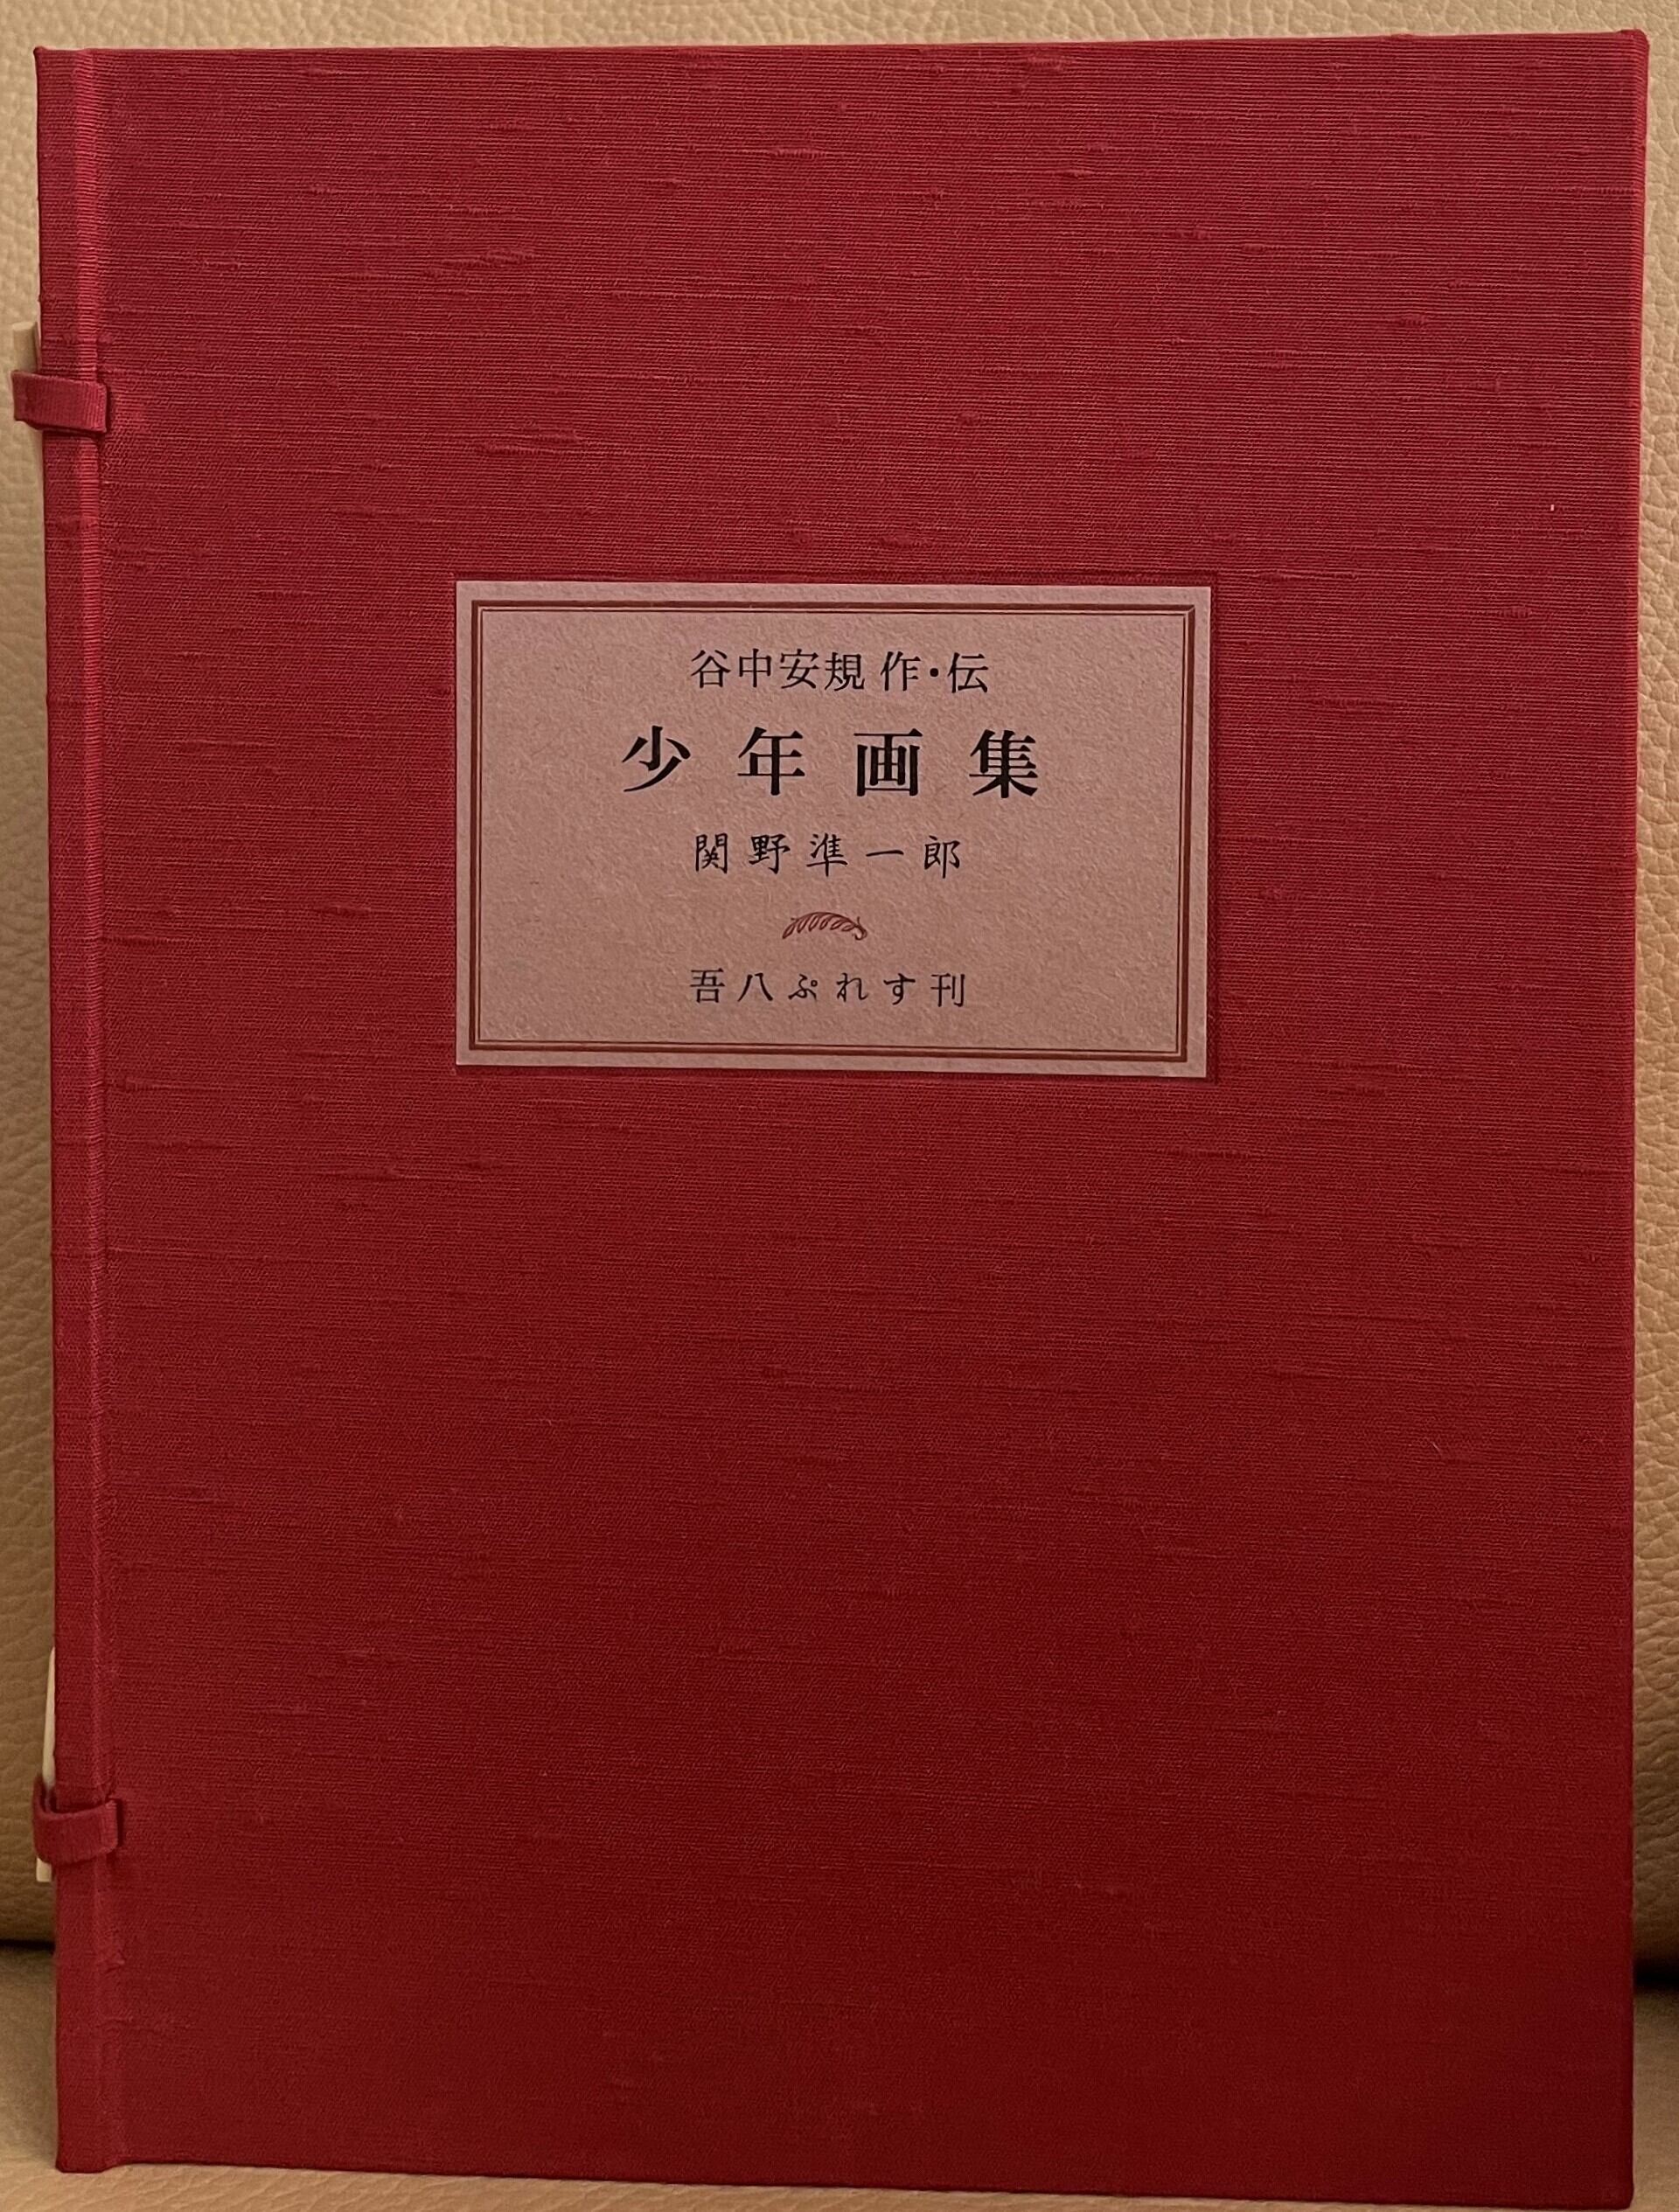 谷中安規 作・伝
少年画集
関野準一郎
吾八ぷれす刊